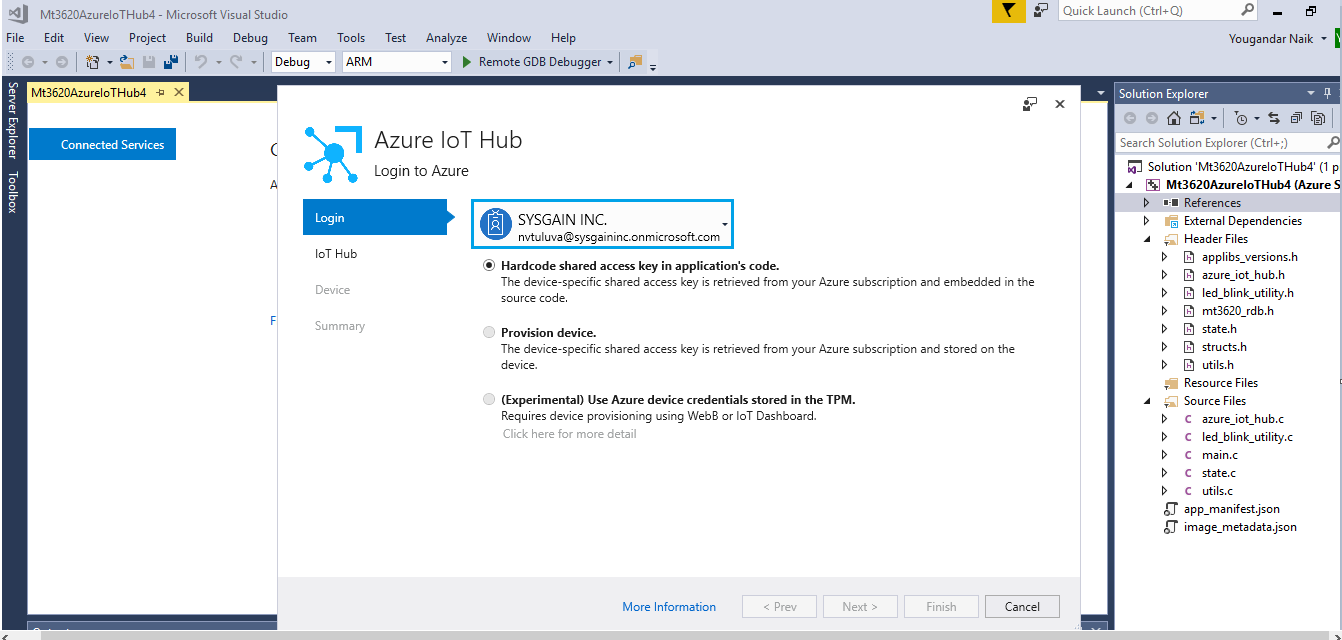 Mt3620AzureIoTHub4 - Microsoft Visual Studio
Quick Launch (Ctrl+Q)
File Edit View Project Build Debug Team Tools Test Analyze Window Help
Yougandar Naik
Debug ARM Remote GDB Debugger
Server Explorer
Toolbox
Mt3620AzureIoTHub4
Connected Services
Azure IoT Hub
Login to Azure
Login
IoT Hub
Device
Summary
SYSGAIN INC.
nvtuluva@sysgaininc.onmicrosoft.com
Hardcode shared access key in application's code.
The device-specific shared access key is retrieved from your Azure subscription and embedded in the
source code.
Provision device.
The device-specific shared access key is retrieved from your Azure subscription and stored on the
device.
(Experimental) Use Azure device credentials stored in the TPM.
Requires device provisioning using WebB or IoT Dashboard.
Click here for more detail
More Information
< Prev
Next >
Finish
Cancel
Solution Explorer
Search Solution Explorer (Ctrl+;)
Solution 'Mt3620AzureIoTHub4' (1 p
Mt3620AzureIoTHub4 (Azure S
References
External Dependencies
Header Files
applibs_versions.h
azure_iot_hub.h
led_blink_utility.h
mt3620_rdb.h
state.h
structs.h
utils.h
Resource Files
Source Files
azure_iot_hub.c
led_blink_utility.c
main.c
state.c
utils.c
app_manifest.json
image_metadata.json